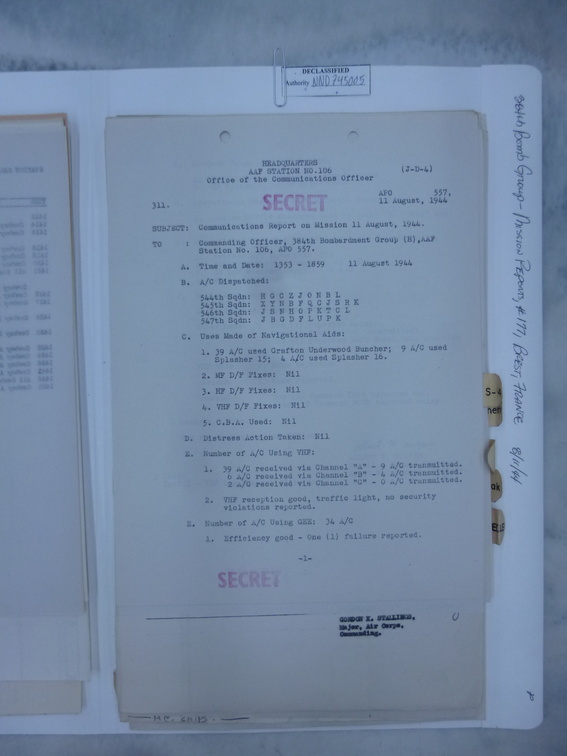 DECLASSIFIED
Authority NND 745005
HEADQUARTERS
AAF STATION NO.106 (J-D-4)
Office of the Communications Officer
APO 557,
311. SECRET 11 August, 1944
SUBJECT: Communications Report on Mission 11 August, 1944.
TO : Commanding Officer, 384th Bombardment Group (H),AAF
Station No. 106, APO 557.
A. Time and Date: 1353 - 1859 11 August 1944
B. A/C Dispatched:
544th Sqdn: H G C Z J O N B L
545th Sqdn: X Y N B F Q C J S R K
546th Sqdn: J S N H O P K T C L
547th Sqdn: J B G D F L U P K
C. Uses Made of Navigational Aids:
1. 39 A/C used Grafton Underwood Buncher; 9 A/C used
Splasher 15; 4 A/C used Splasher 16.
2. MF D/F Fixes: Nil
3. HF D/F Fixes: Nil
4. VHF D/F Fixes: Nil
5. C.B.A. Used: Nil
D. Distress Action Taken: Nil
E. Number of A/C Using VHF:
1. 39 A/C received via Channel "A" - 9 A/C transmitted.
6 A/C received via Channel "B" - 4 A/C transmitted.
2 A/C received via Channel - 0 A/C transmitted.
2. VHF reception good, traffic light, no security
violations reported.
E. Number of A/C Using GEE: 34 A/C
1. Efficiency good - One (1) failure reported.
-1-
SECRET
GORDON K. STALLINGS,
Major, Air Corps,
Commanding.
384th Bomb Group - Mission Reports, #177, BREST, FRANCE 8/11/44
S-4